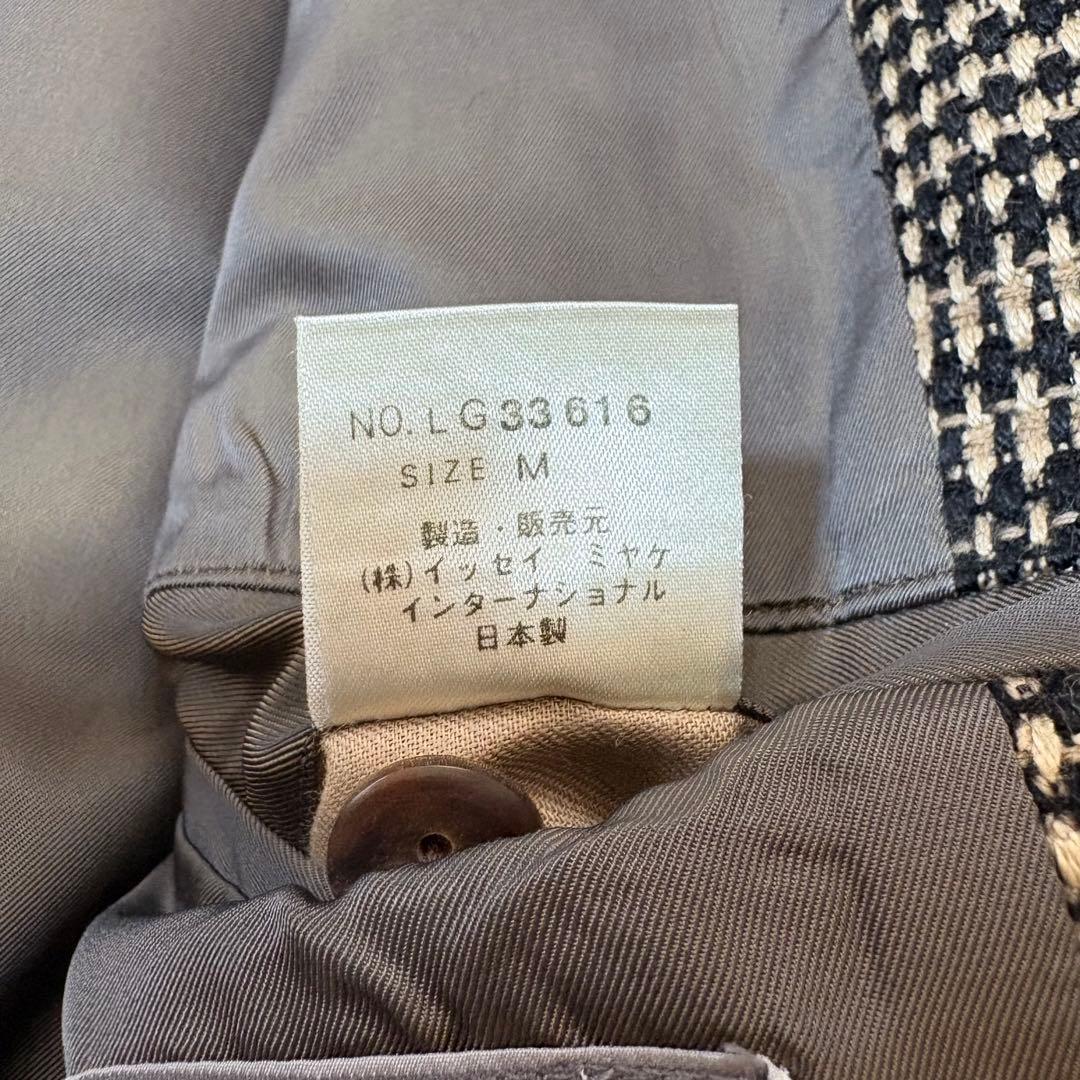 NO. LG33616
SIZE M
製造・販売元
(株)イッセイ ミヤケ
インターナショナル
日本製